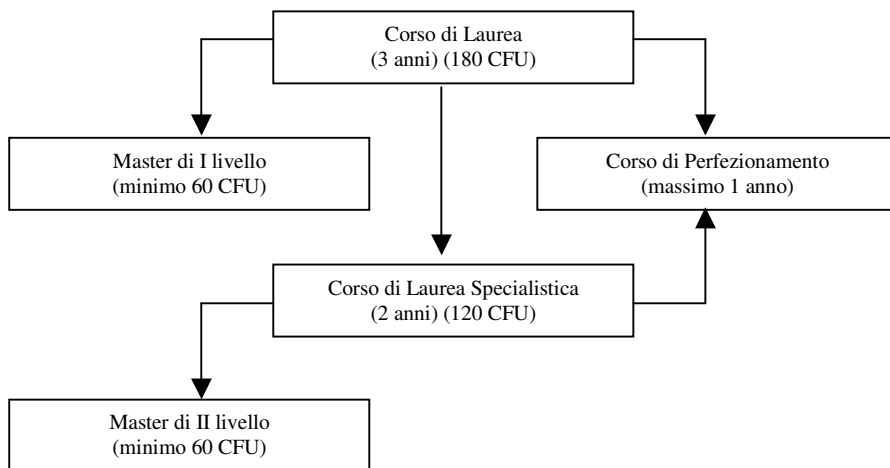 Corso di Laurea
(3 anni) (180 CFU)
Master di I livello
(minimo 60 CFU)
Corso di Perfezionamento
(massimo 1 anno)
Corso di Laurea Specialistica
(2 anni) (120 CFU)
Master di II livello
(minimo 60 CFU)